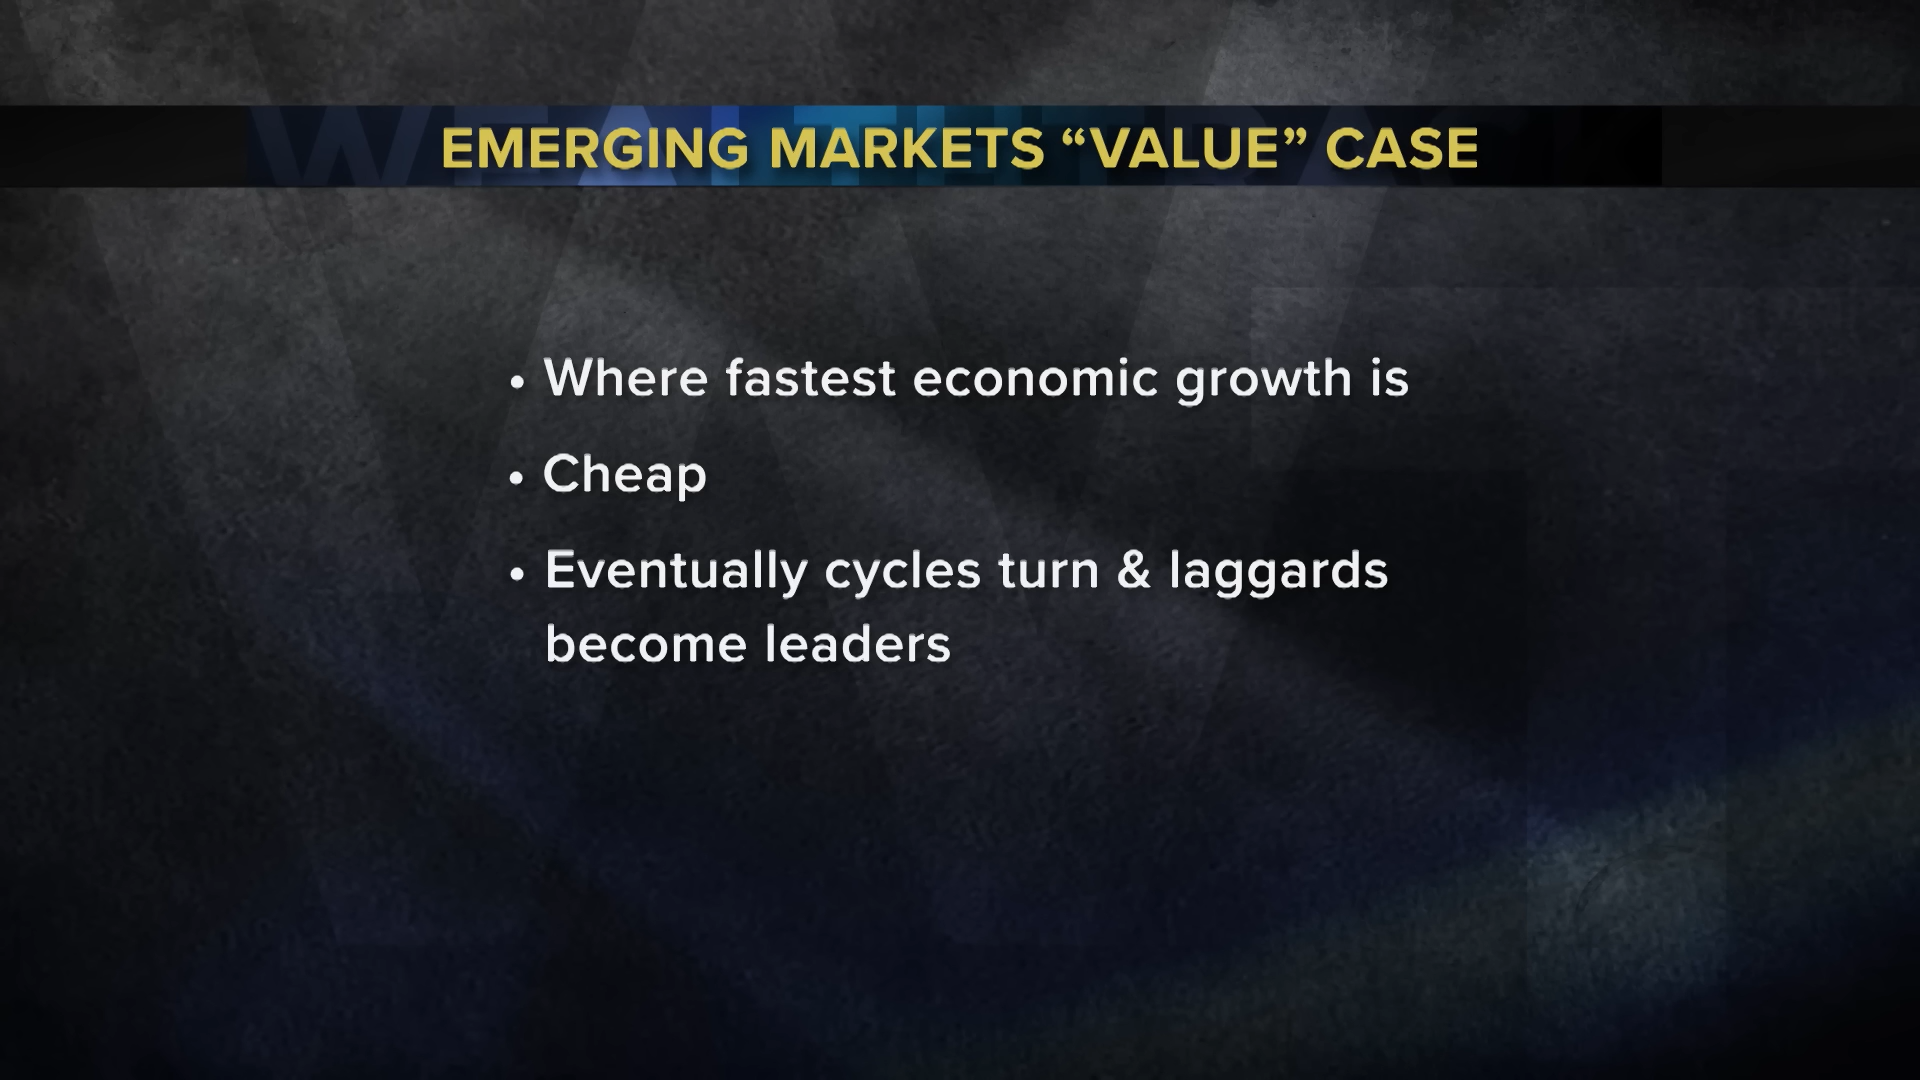 EMERGING MARKETS “VALUE” CASE
• Where fastest economic growth is
• Cheap
• Eventually cycles turn & laggards
become leaders